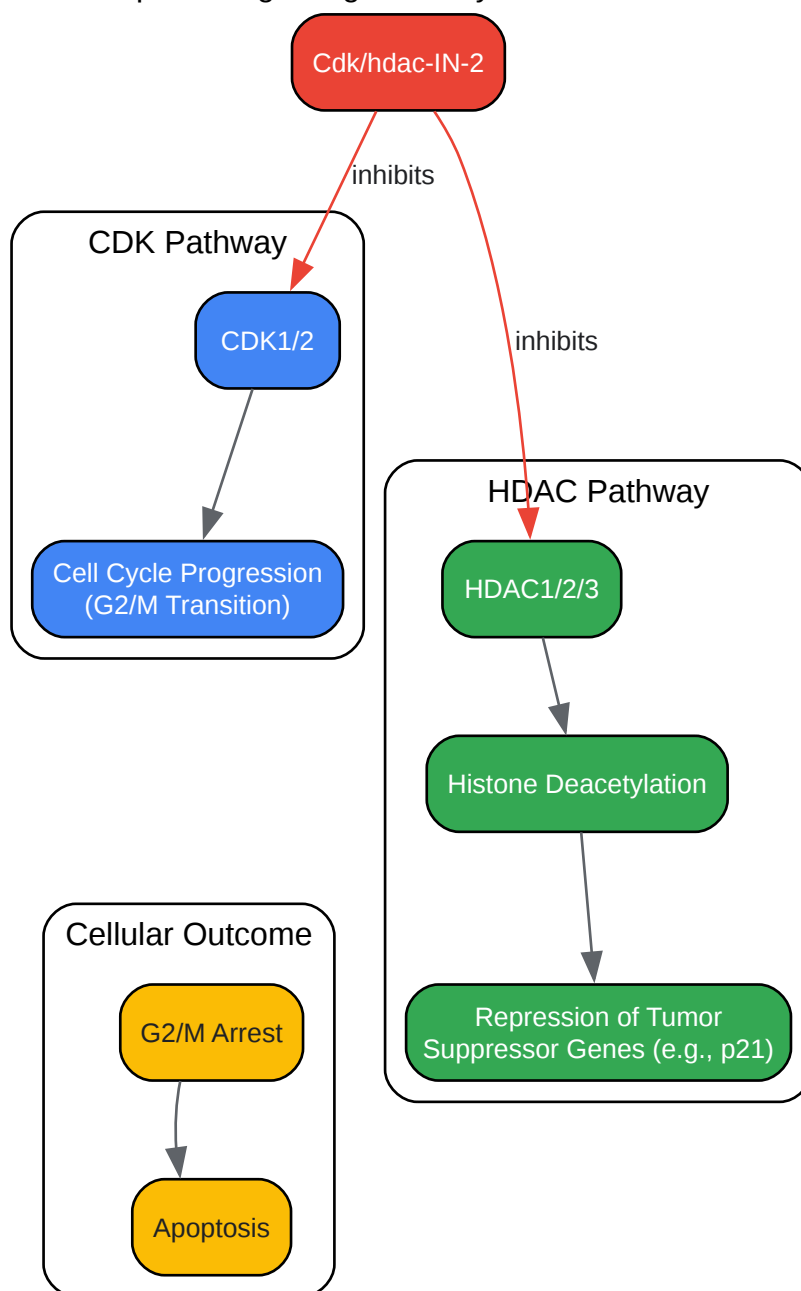 Cdk/hdac-IN-2
inhibits
CDK Pathway
CDK1/2
inhibits
HDAC Pathway
Cell Cycle Progression
(G2/M Transition)
HDAC1/2/3
Histone Deacetylation
Cellular Outcome
G2/M Arrest
Repression of Tumor
Suppressor Genes (e.g., p21)
Apoptosis